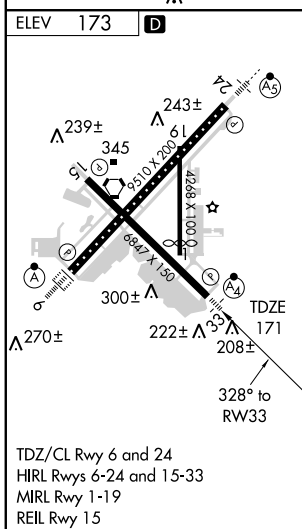 ELEV 173 D
24
A5
239±
243±
P
19
345
P
15
9510 X 200
4268 X 100
P
6847 X 150
A
6
1
P
A4
300±
TDZE
171
270±
222±
33
208±
328° to
RW33
TDZ/CL Rwy 6 and 24
HIRL Rwys 6-24 and 15-33
MIRL Rwy 1-19
REIL Rwy 15